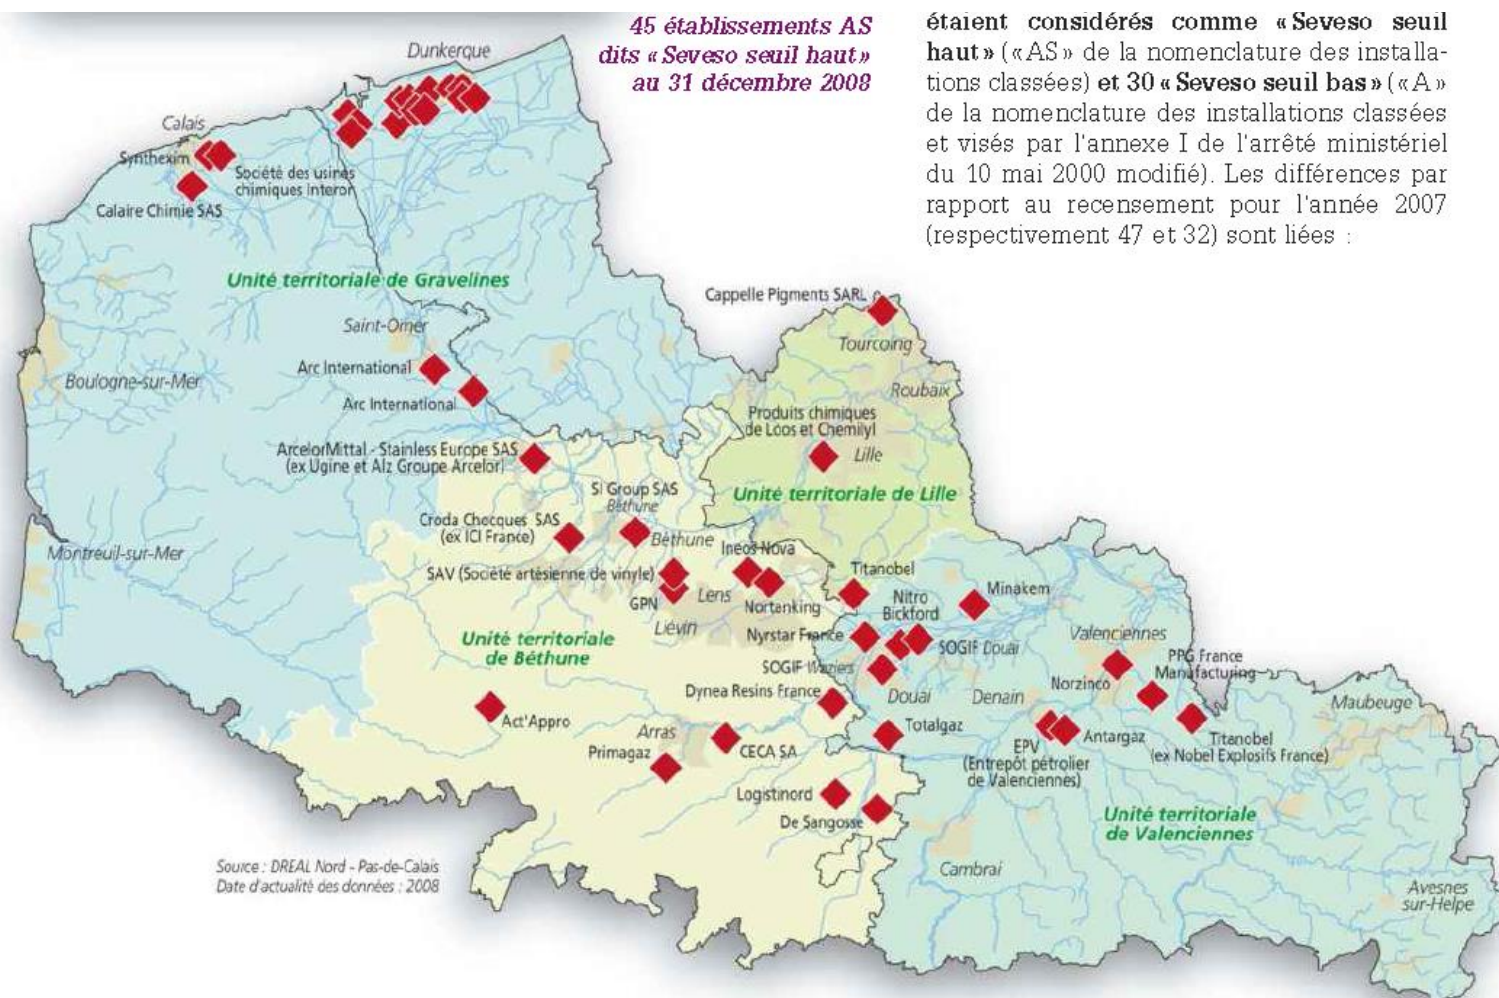 45 établissements AS
dits « Seveso seuil haut »
au 31 décembre 2008
étaient considérés comme « Seveso seuil
haut » (« AS » de la nomenclature des installa-
tions classées) et 30 « Seveso seuil bas » (« A »
de la nomenclature des installations classées
et visés par l'annexe I de l'arrêté ministériel
du 10 mai 2000 modifié). Les différences par
rapport au recensement pour l'année 2007
(respectivement 47 et 32) sont liées :
Dunkerque
Calais
Synthexim
Société des usines
chimiques Interor
Calaire Chimie SAS
Unité territoriale de Gravelines
Cappelle Pigments SARL
Saint-Omer
Tourcoing
Arc International
Boulogne-sur-Mer
Roubaix
Arc International
Produits chimiques
de Loos et Chemilyl
ArcelorMittal - Stainless Europe SAS
(ex Ugine et Alz Groupe Arcelor)
Lille
SI Group SAS
Béthune
Unité territoriale de Lille
Croda Chocques SAS
(ex ICI France)
Béthune
Ineos Nova
Montreuil-sur-Mer
SAV (Société artésienne de vinyle)
Titanobel
Minakem
GPN
Lens
Nortanking
Nitro
Bickford
Liévin
Nyrstar France
Valenciennes
Unité territoriale
de Béthune
SOGIF Douai
SOGIF Waziers
PPG France
Manufacturing
Norzinco
Dynea Resins France
Douai
Denain
Maubeuge
Act'Appro
Arras
Totalgaz
Primagaz
CECA SA
EPV
(Entrepôt pétrolier
de Valenciennes)
Antargaz
Titanobel
(ex Nobel Explosifs France)
Logistinord
De Sangosse
Unité territoriale
de Valenciennes
Source : DREAL Nord - Pas-de-Calais
Date d'actualité des données : 2008
Cambrai
Avesnes
sur-Helpe